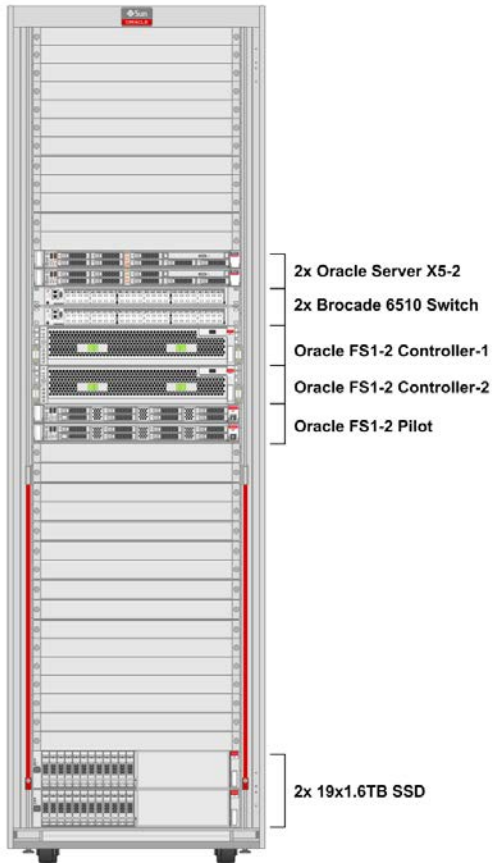 Sun
ORACLE
2x Oracle Server X5-2
2x Brocade 6510 Switch
Oracle FS1-2 Controller-1
Oracle FS1-2 Controller-2
Oracle FS1-2 Pilot
2x 19x1.6TB SSD